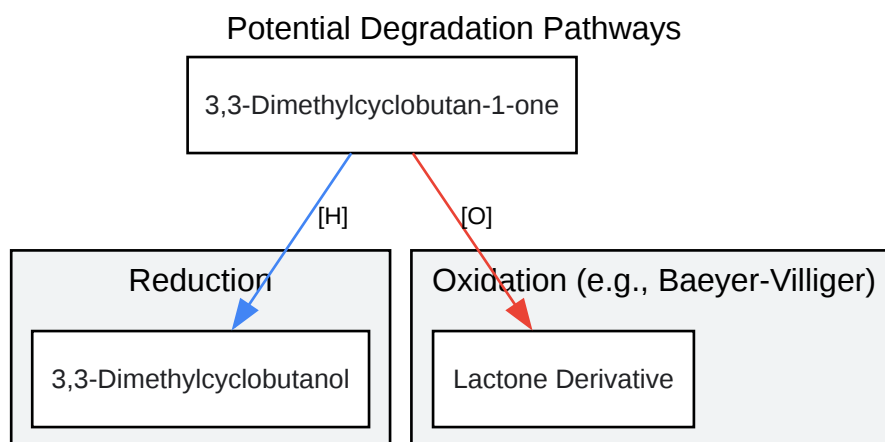 Potential Degradation Pathways
3,3-Dimethylcyclobutan-1-one
[H]
[O]
Reduction
Oxidation (e.g., Baeyer-Villiger)
3,3-Dimethylcyclobutanol
Lactone Derivative